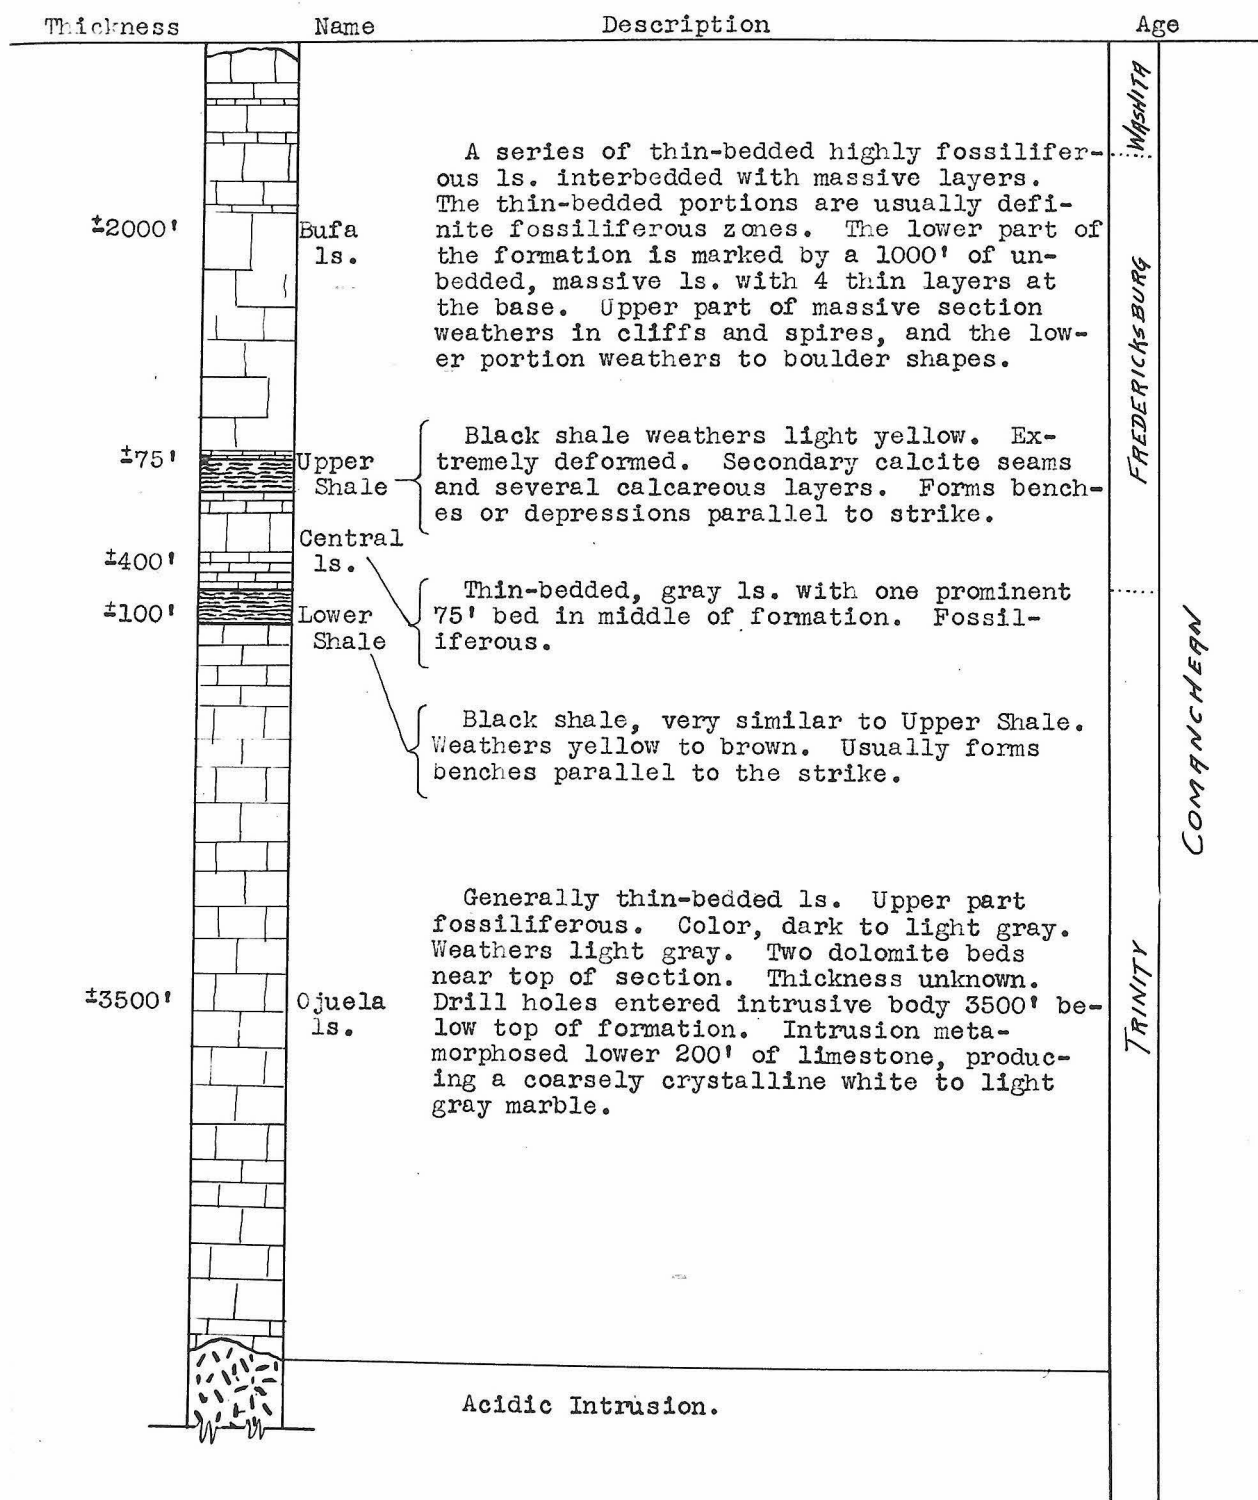 Thickness Name Description Age
WASHITA
A series of thin-bedded highly fossilifer-
ous ls. interbedded with massive layers.
The thin-bedded portions are usually defi-
nite fossiliferous zones. The lower part of
the formation is marked by a 1000' of un-
bedded, massive ls. with 4 thin layers at
the base. Upper part of massive section
weathers in cliffs and spires, and the low-
er portion weathers to boulder shapes.
±2000'
Bufa
ls.
FREDERICKSBURG
±75'
Upper
Shale
Black shale weathers light yellow. Ex-
tremely deformed. Secondary calcite seams
and several calcareous layers. Forms bench-
es or depressions parallel to strike.
±400'
Central
ls.
Thin-bedded, gray ls. with one prominent
75' bed in middle of formation. Fossil-
iferous.
±100'
Lower
Shale
Black shale, very similar to Upper Shale.
Weathers yellow to brown. Usually forms
benches parallel to the strike.
COMANCHEAN
±3500'
Ojuela
ls.
Generally thin-bedded ls. Upper part
fossiliferous. Color, dark to light gray.
Weathers light gray. Two dolomite beds
near top of section. Thickness unknown.
Drill holes entered intrusive body 3500' be-
low top of formation. Intrusion meta-
morphosed lower 200' of limestone, produc-
ing a coarsely crystalline white to light
gray marble.
TRINITY
Acidic Intrusion.